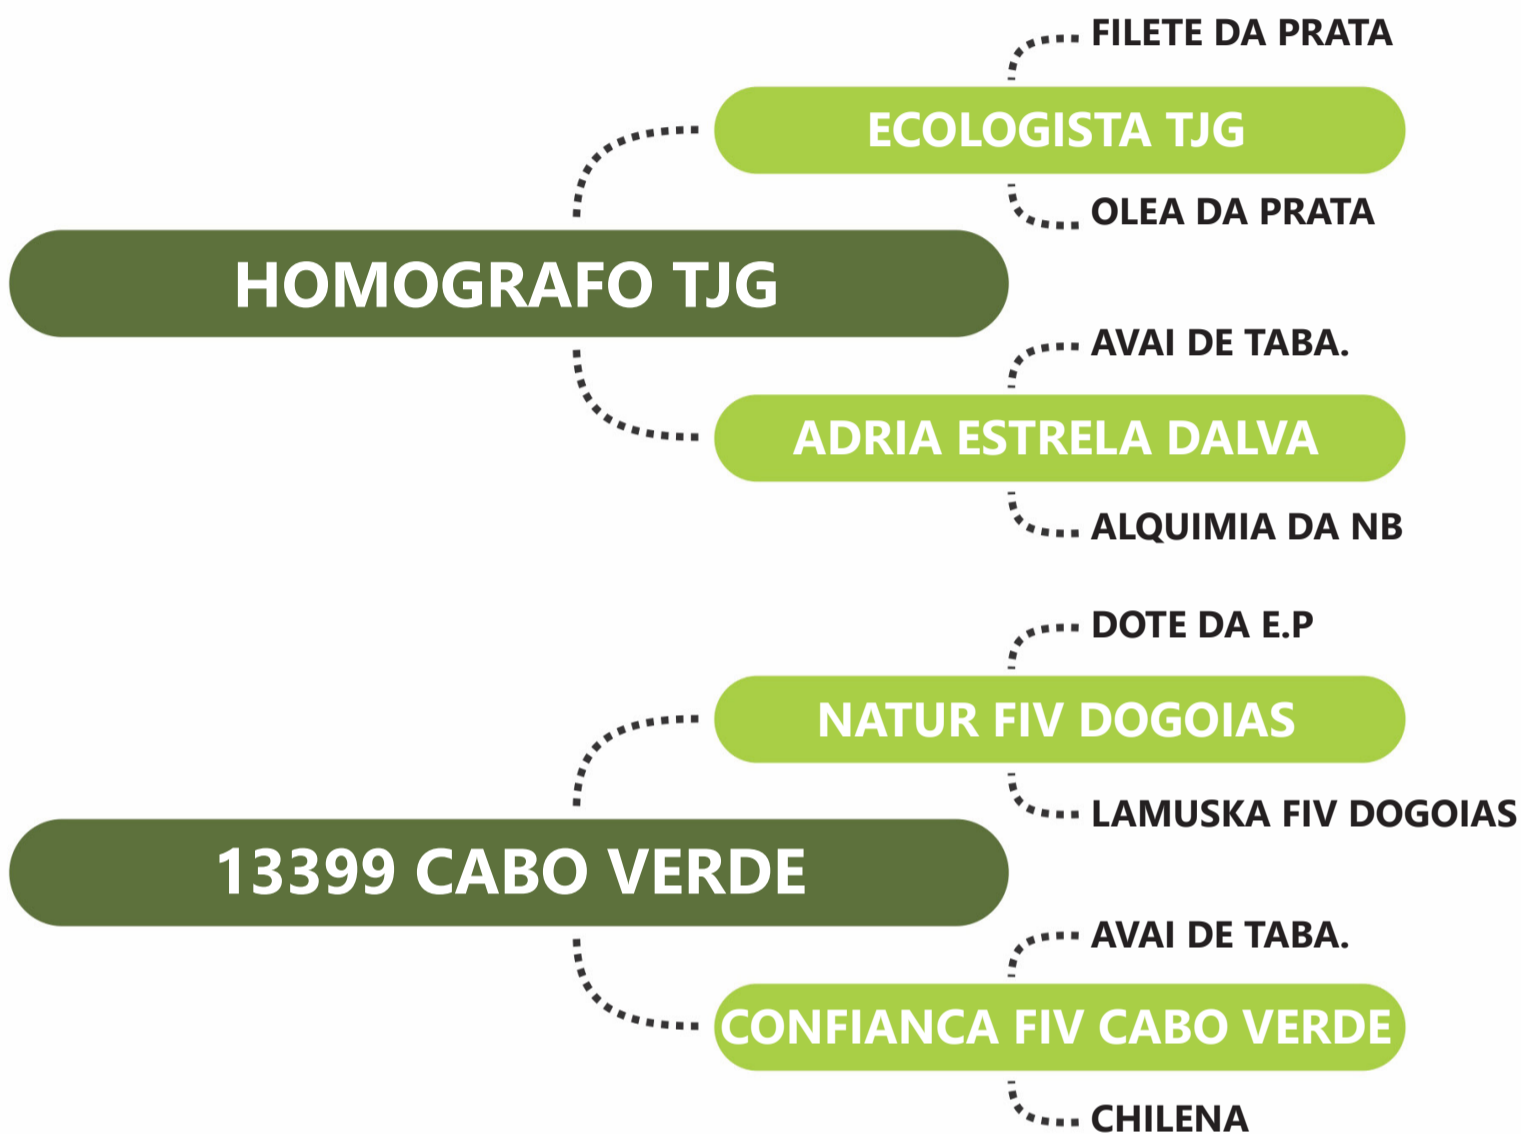 FILETE DA PRATA
ECOLOGISTA TJG
OLEA DA PRATA
HOMOGRAFO TJG
AVAI DE TABA.
ADRIA ESTRELA DALVA
ALQUIMIA DA NB
DOTE DA E.P
NATUR FIV DOGOIAS
LAMUSKA FIV DOGOIAS
13399 CABO VERDE
AVAI DE TABA.
CONFIANCA FIV CABO VERDE
CHILENA